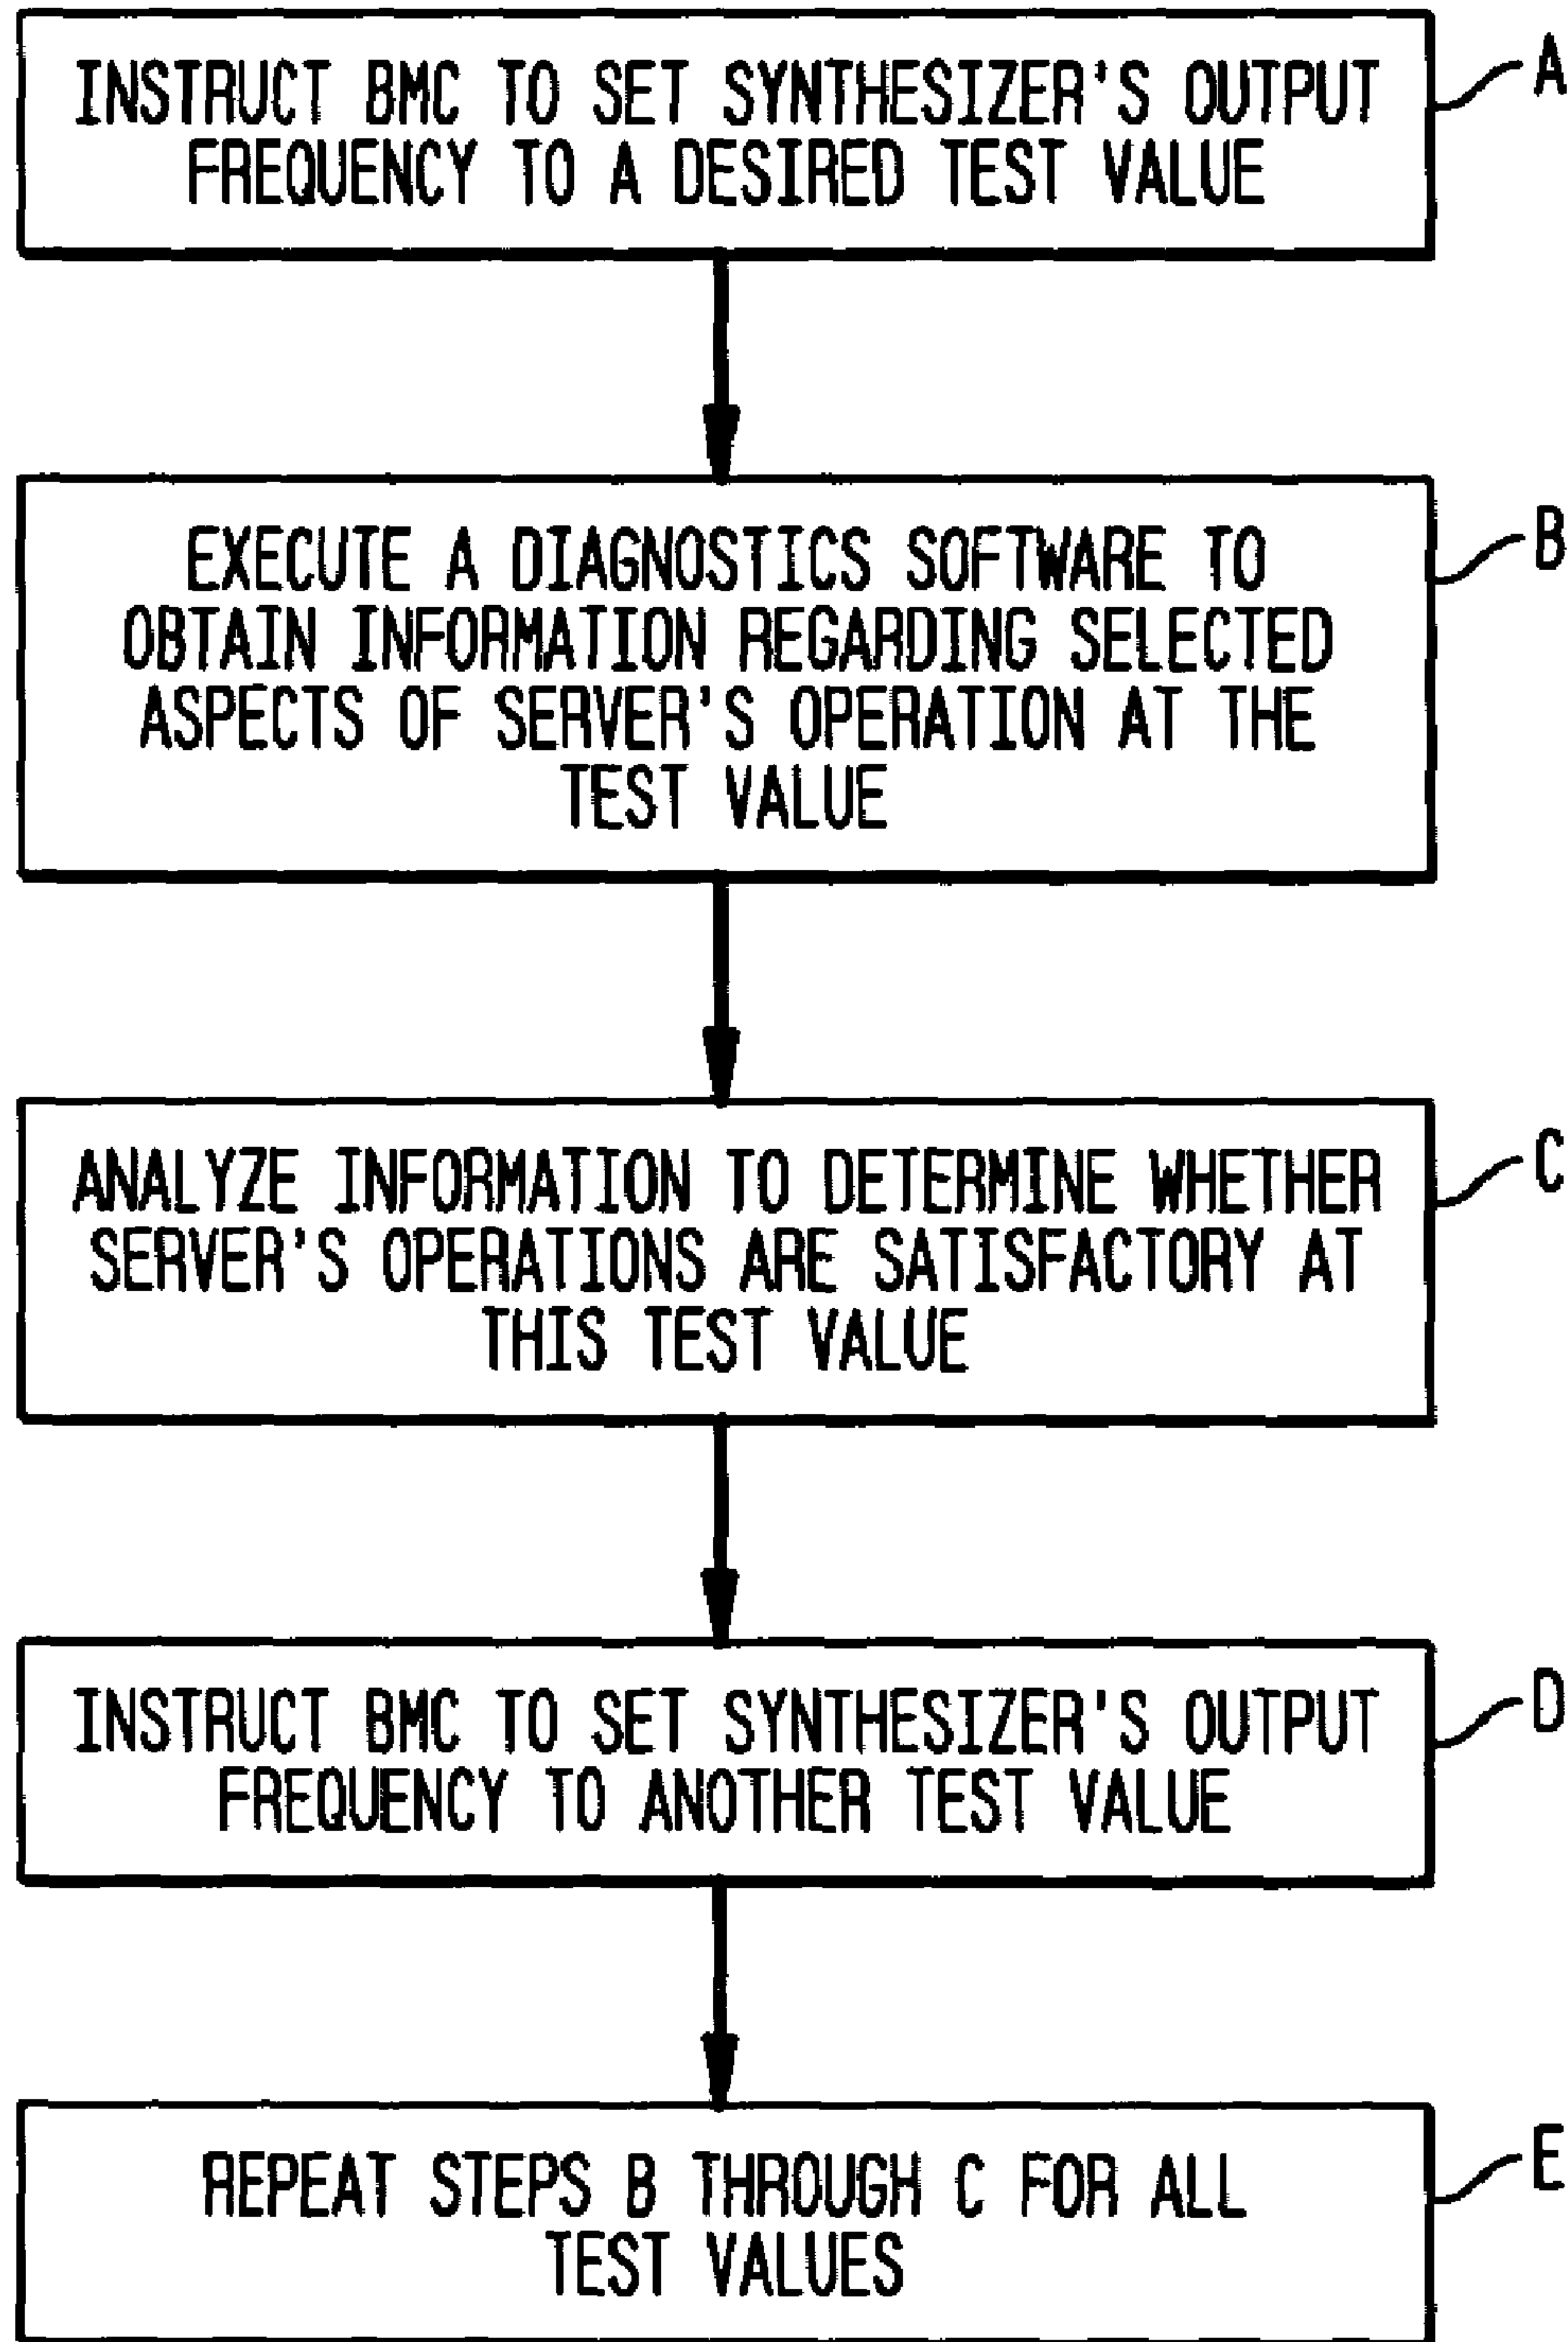 INSTRUCT BMC TO SET SYNTHESIZER'S OUTPUT
FREQUENCY TO A DESIRED TEST VALUE
A
EXECUTE A DIAGNOSTICS SOFTWARE TO
OBTAIN INFORMATION REGARDING SELECTED
ASPECTS OF SERVER'S OPERATION AT THE
TEST VALUE
B
ANALYZE INFORMATION TO DETERMINE WHETHER
SERVER'S OPERATIONS ARE SATISFACTORY AT
THIS TEST VALUE
C
INSTRUCT BMC TO SET SYNTHESIZER'S OUTPUT
FREQUENCY TO ANOTHER TEST VALUE
D
REPEAT STEPS B THROUGH C FOR ALL
TEST VALUES
E